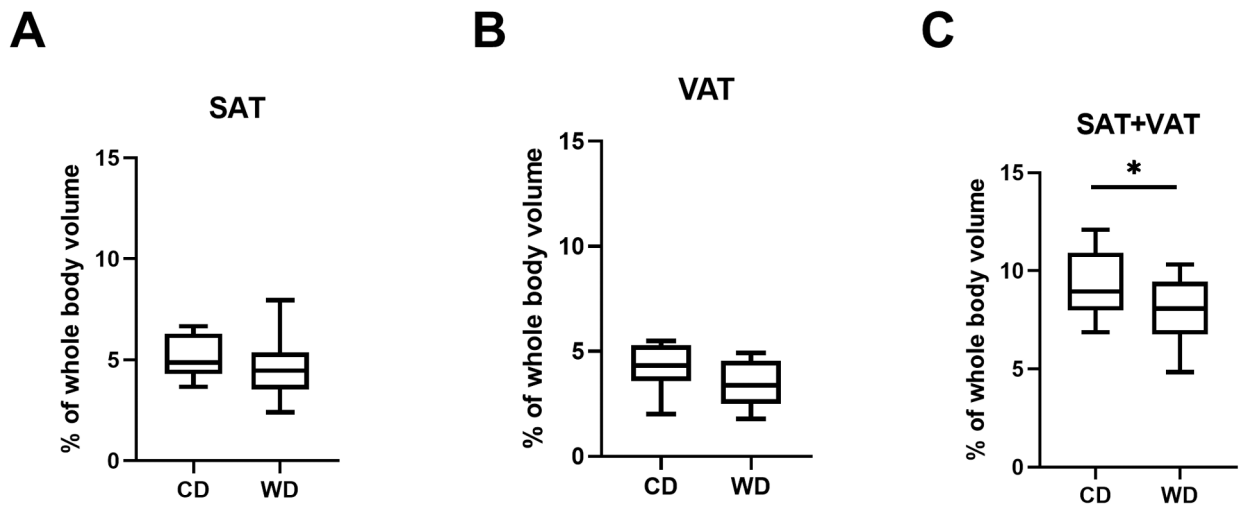 A
B
C
SAT
VAT
SAT+VAT
% of whole body volume
15
10
5
0
CD WD
% of whole body volume
15
10
5
0
CD WD
*
% of whole body volume
15
10
5
0
CD WD